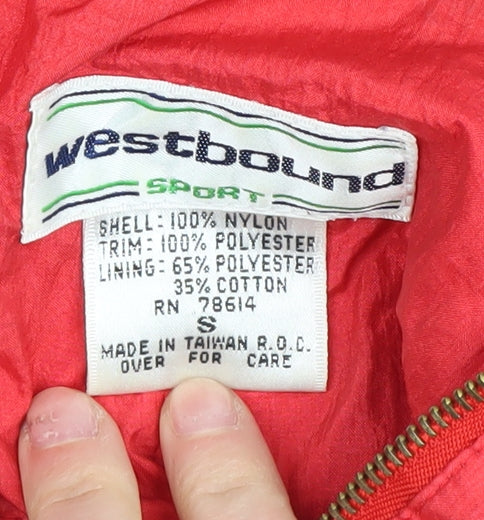 westbound
SPORT
SHELL: 100% NYLON
TRIM: 100% POLYESTER
LINING: 65% POLYESTER
35% COTTON
RN 78614
S
MADE IN TAIWAN R.O.C.
OVER FOR CARE